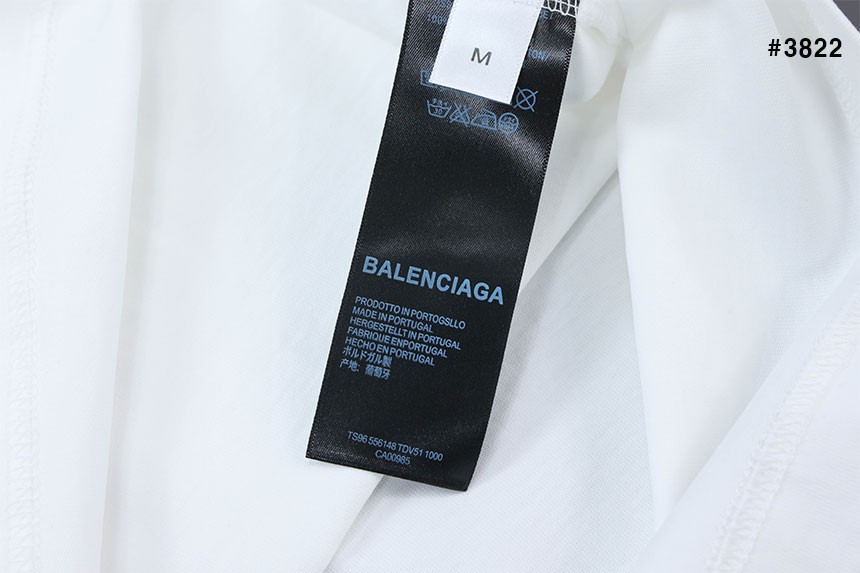 #3822
M
BALENCIAGA
PRODOTTO IN PORTOGSLLO
MADE IN PORTUGAL
HERGESTELLT IN PORTUGAL
FABRIQUE ENPORTUGAL
HECHO EN PORTUGAL
ポルドガル製
产地: 葡萄牙
TS96 556148 TDV51 1000
CA00985